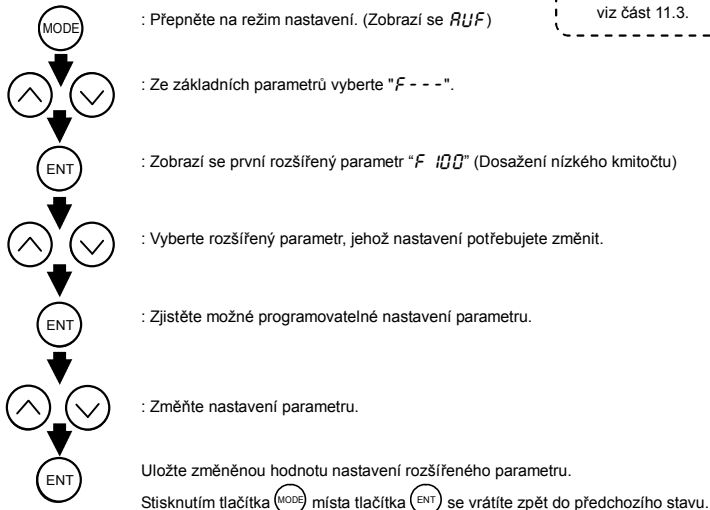 MODE : Přepněte na režim nastavení. (Zobrazí se AUF)
viz část 11.3.
: Ze základních parametrů vyberte "F - - -".
ENT : Zobrazí se první rozšířený parametr “F 100” (Dosažení nízkého kmitočtu)
: Vyberte rozšířený parametr, jehož nastavení potřebujete změnit.
ENT : Zjistěte možné programovatelné nastavení parametru.
: Změňte nastavení parametru.
ENT Uložte změněnou hodnotu nastavení rozšířeného parametru.
Stisknutím tlačítka MODE místa tlačítka ENT se vrátíte zpět do předchozího stavu.